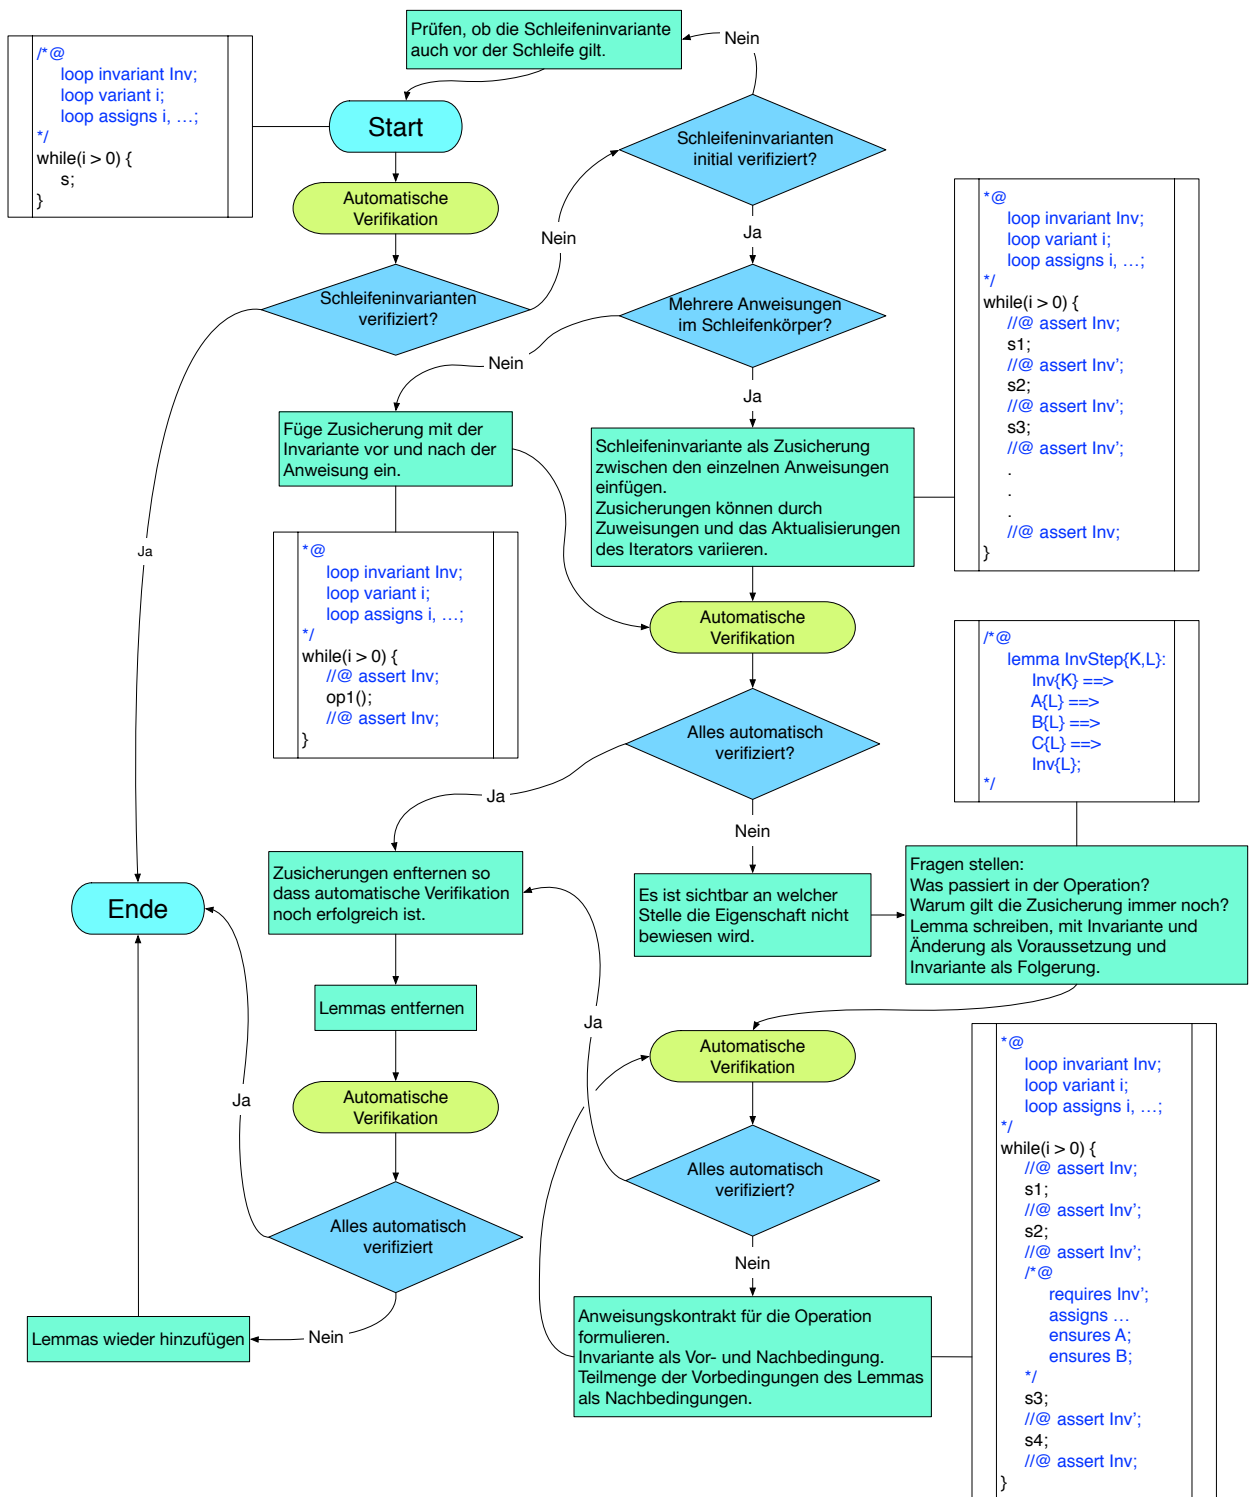 Prüfen, ob die Schleifeninvariante
auch vor der Schleife gilt.
Nein
/*@
loop invariant Inv;
loop variant i;
loop assigns i, …;
*/
while(i > 0) {
s;
}
Start
Schleifeninvarianten
initial verifiziert?
Automatische
Verifikation
Nein
Ja
*@
loop invariant Inv;
loop variant i;
loop assigns i, …;
*/
while(i > 0) {
//@ assert Inv;
s1;
//@ assert Inv’;
s2;
//@ assert Inv’;
s3;
//@ assert Inv’;
.
.
.
//@ assert Inv;
}
Schleifeninvarianten
verifiziert?
Mehrere Anweisungen
im Schleifenkörper?
Nein
Ja
Füge Zusicherung mit der
Invariante vor und nach der
Anweisung ein.
Schleifeninvariante als Zusicherung
zwischen den einzelnen Anweisungen
einfügen.
Zusicherungen können durch
Zuweisungen und das Aktualisierungen
des Iterators variieren.
Ja
*@
loop invariant Inv;
loop variant i;
loop assigns i, …;
*/
while(i > 0) {
//@ assert Inv;
op1();
//@ assert Inv;
}
Automatische
Verifikation
/*@
lemma InvStep{K,L}:
Inv{K} ==>
A{L} ==>
B{L} ==>
C{L} ==>
Inv{L};
*/
Alles automatisch
verifiziert?
Ja
Nein
Zusicherungen enfternen so
dass automatische Verifikation
noch erfolgreich ist.
Es ist sichtbar an welcher
Stelle die Eigenschaft nicht
bewiesen wird.
Fragen stellen:
Was passiert in der Operation?
Warum gilt die Zusicherung immer noch?
Lemma schreiben, mit Invariante und
Änderung als Voraussetzung und
Invariante als Folgerung.
Ende
Lemmas entfernen
Ja
Automatische
Verifikation
*@
loop invariant Inv;
loop variant i;
loop assigns i, …;
*/
while(i > 0) {
//@ assert Inv;
s1;
//@ assert Inv’;
s2;
//@ assert Inv’;
/*@
requires Inv’;
assigns …
ensures A;
ensures B;
*/
s3;
//@ assert Inv’;
s4;
//@ assert Inv;
}
Ja
Automatische
Verifikation
Alles automatisch
verifiziert?
Alles automatisch
verifiziert
Nein
Lemmas wieder hinzufügen
Nein
Anweisungskontrakt für die Operation
formulieren.
Invariante als Vor- und Nachbedingung.
Teilmenge der Vorbedingungen des Lemmas
als Nachbedingungen.